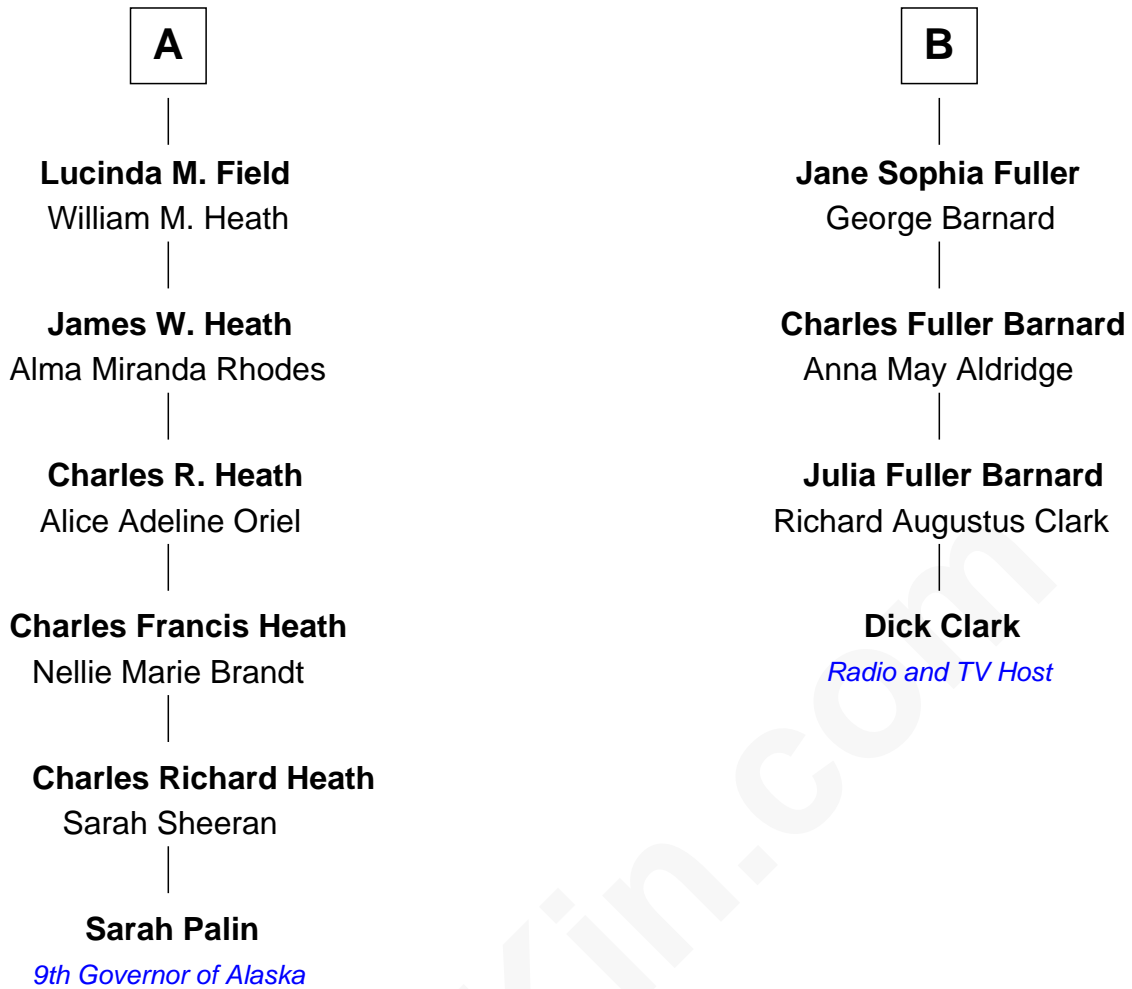 A
Lucinda M. Field
William M. Heath
James W. Heath
Alma Miranda Rhodes
Charles R. Heath
Alice Adeline Oriel
Charles Francis Heath
Nellie Marie Brandt
Charles Richard Heath
Sarah Sheeran
Sarah Palin
9th Governor of Alaska
B
Jane Sophia Fuller
George Barnard
Charles Fuller Barnard
Anna May Aldridge
Julia Fuller Barnard
Richard Augustus Clark
Dick Clark
Radio and TV Host
Kin.com